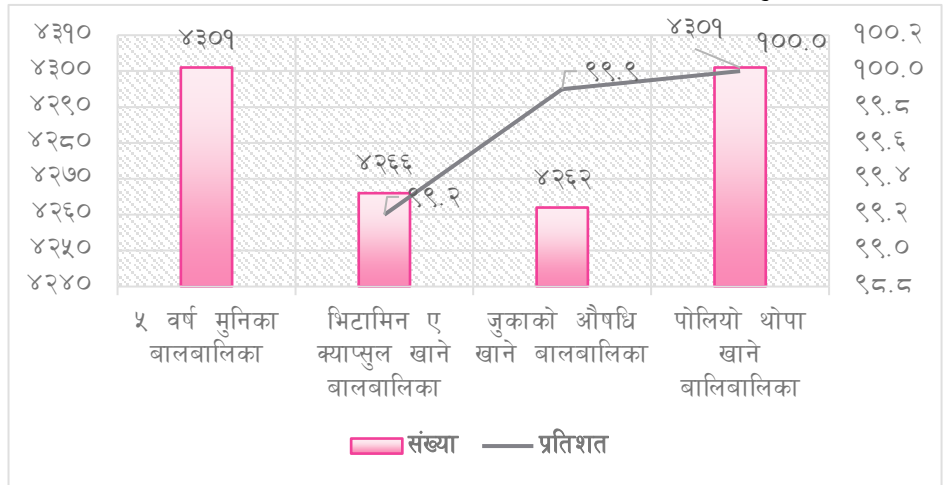 ४३१०
४३००
४२९०
४२८०
४२७०
४२६०
४२५०
४२४०
४३०१
४२६६
४२६२
४३०१
९९.२
९९.९
१००.०
१००.२
१००.०
९९.८
९९.६
९९.४
९९.२
९९.०
९८.८
५ वर्ष मुनिका
बालबालिका
भिटामिन ए
क्याप्सुल खाने
बालबालिका
जुकाको औषधि
खाने बालबालिका
पोलियो थोपा
खाने
बालिबालिका
संख्या
प्रतिशत